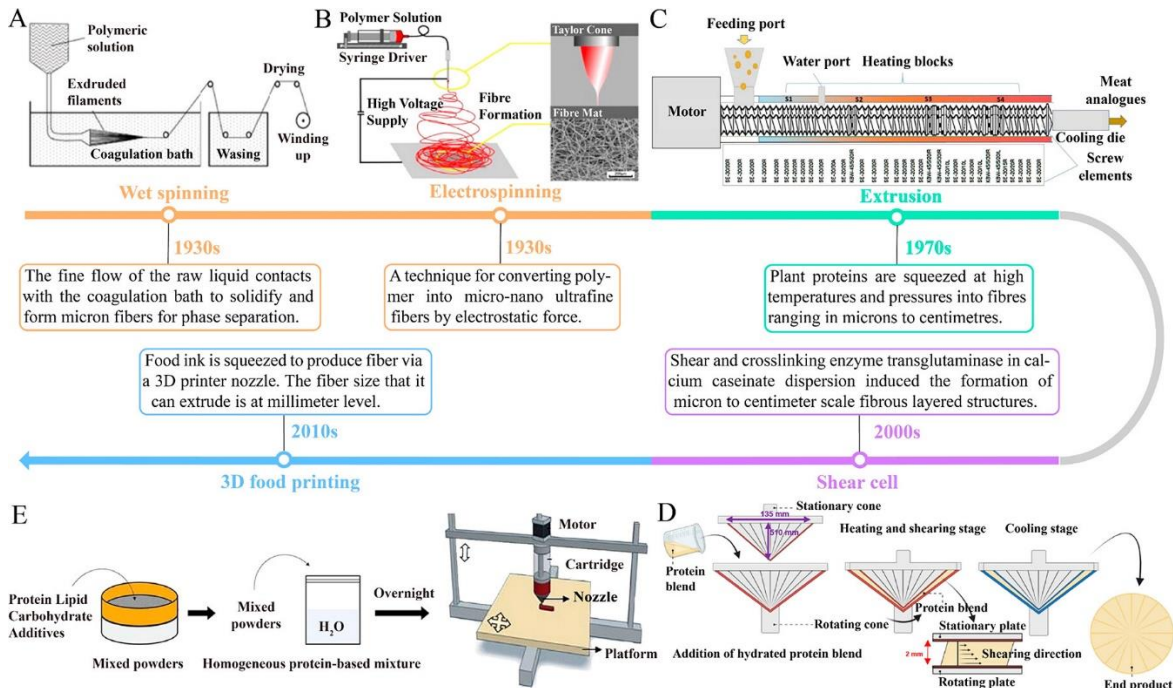 A
Polymeric
solution
Extruded
filaments
Coagulation bath
Wasing
Drying
Winding
up
B
Polymer Solution
Syringe Driver
High Voltage
Supply
Fibre
Formation
Taylor Cone
Fibre Mat
C
Feeding port
Water port
Heating blocks
Motor
S1
S2
S3
S4
Meat
analogues
Cooling die
Screw
elements
Wet spinning
Electrospinning
Extrusion
1930s
1930s
1970s
The fine flow of the raw liquid contacts
with the coagulation bath to solidify and
form micron fibers for phase separation.
A technique for converting poly-
mer into micro-nano ultrafine
fibers by electrostatic force.
Plant proteins are squeezed at high
temperatures and pressures into fibres
ranging in microns to centimetres.
Food ink is squeezed to produce fiber via
a 3D printer nozzle. The fiber size that it
can extrude is at millimeter level.
Shear and crosslinking enzyme transglutaminase in cal-
cium caseinate dispersion induced the formation of
micron to centimeter scale fibrous layered structures.
2010s
2000s
3D food printing
Shear cell
E
Protein Lipid
Carbohydrate
Additives
Mixed powders
Mixed
powders
H₂O
Homogeneous protein-based mixture
Overnight
Motor
Cartridge
Nozzle
Platform
D
Stationary cone
135 mm
510 mm
Protein
blend
Rotating cone
Addition of hydrated protein blend
Heating and shearing stage
Cooling stage
Protein blend
Stationary plate
2 mm
Shearing direction
Rotating plate
End product